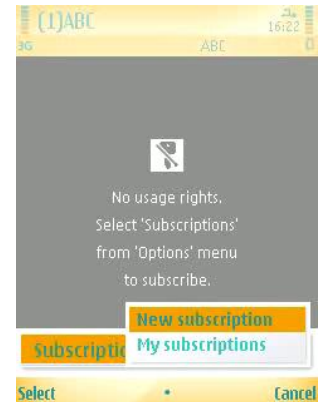 (1)ABC
16:22
3G
ABC
No usage rights.
Select 'Subscriptions'
from 'Options' menu
to subscribe.
New subscription
My subscriptions
Select
Cancel